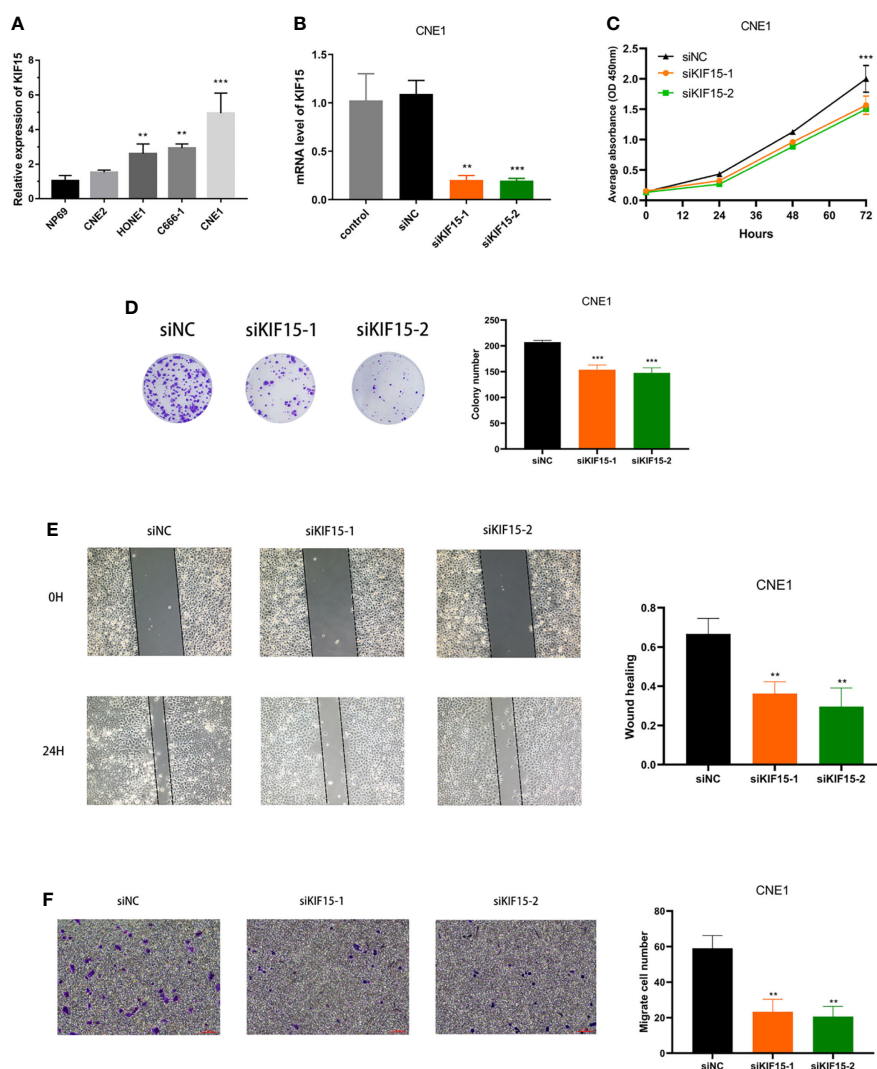 A
Relative expression of KIF15
8
6
4
2
0
**
**
***
NP69
CNE2
HONE1
C666-1
CNE1
B
CNE1
mRNA level of KIF15
1.5
1.0
0.5
0.0
**
***
control
siNC
siKIF15-1
siKIF15-2
C
CNE1
Average absorbance (OD 450nm)
2.5
2.0
1.5
1.0
0.5
0.0
siNC
siKIF15-1
siKIF15-2
***
0 12 24 36 48 60 72
Hours
D
siNC siKIF15-1 siKIF15-2
CNE1
Colony number
250
200
150
100
50
0
***
***
siNC siKIF15-1 siKIF15-2
E
siNC siKIF15-1 siKIF15-2
0H
24H
CNE1
Wound healing
0.8
0.6
0.4
0.2
0.0
**
**
siNC siKIF15-1 siKIF15-2
F
siNC siKIF15-1 siKIF15-2
CNE1
Migrate cell number
80
60
40
20
0
**
**
siNC siKIF15-1 siKIF15-2